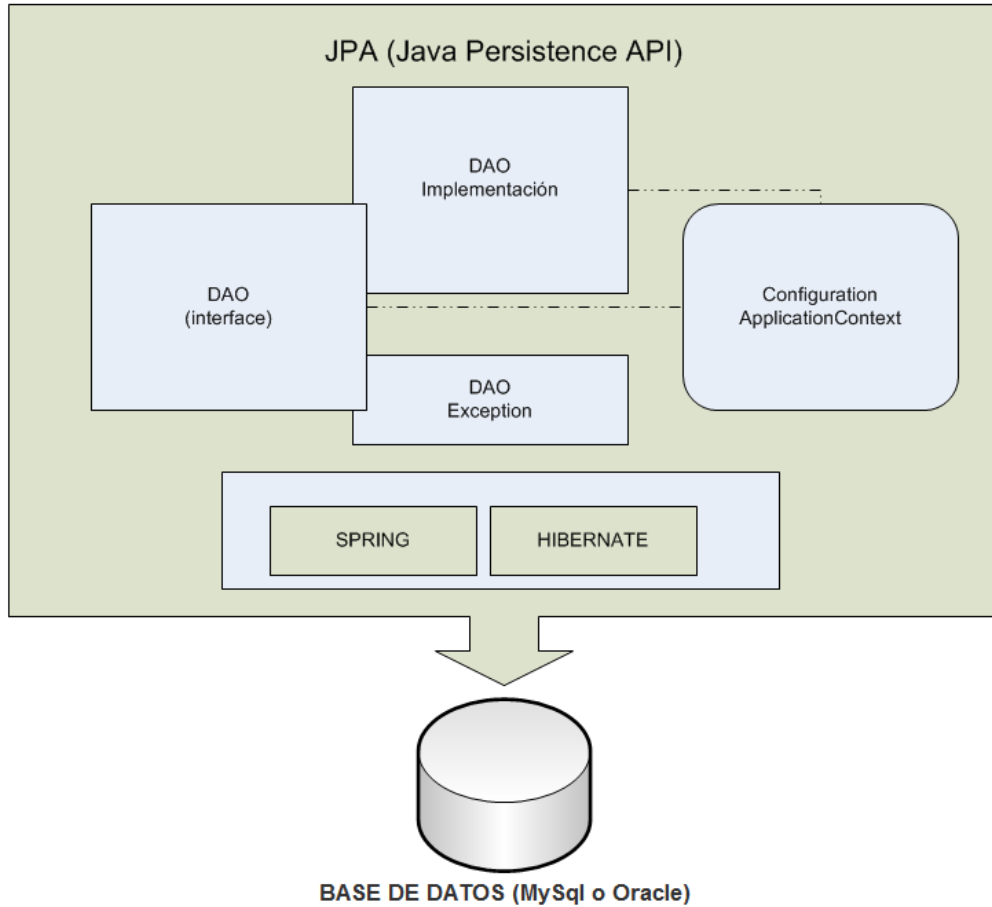 JPA (Java Persistence API)
DAO
Implementación
DAO
(interface)
Configuration
ApplicationContext
DAO
Exception
SPRING
HIBERNATE
BASE DE DATOS (MySql o Oracle)